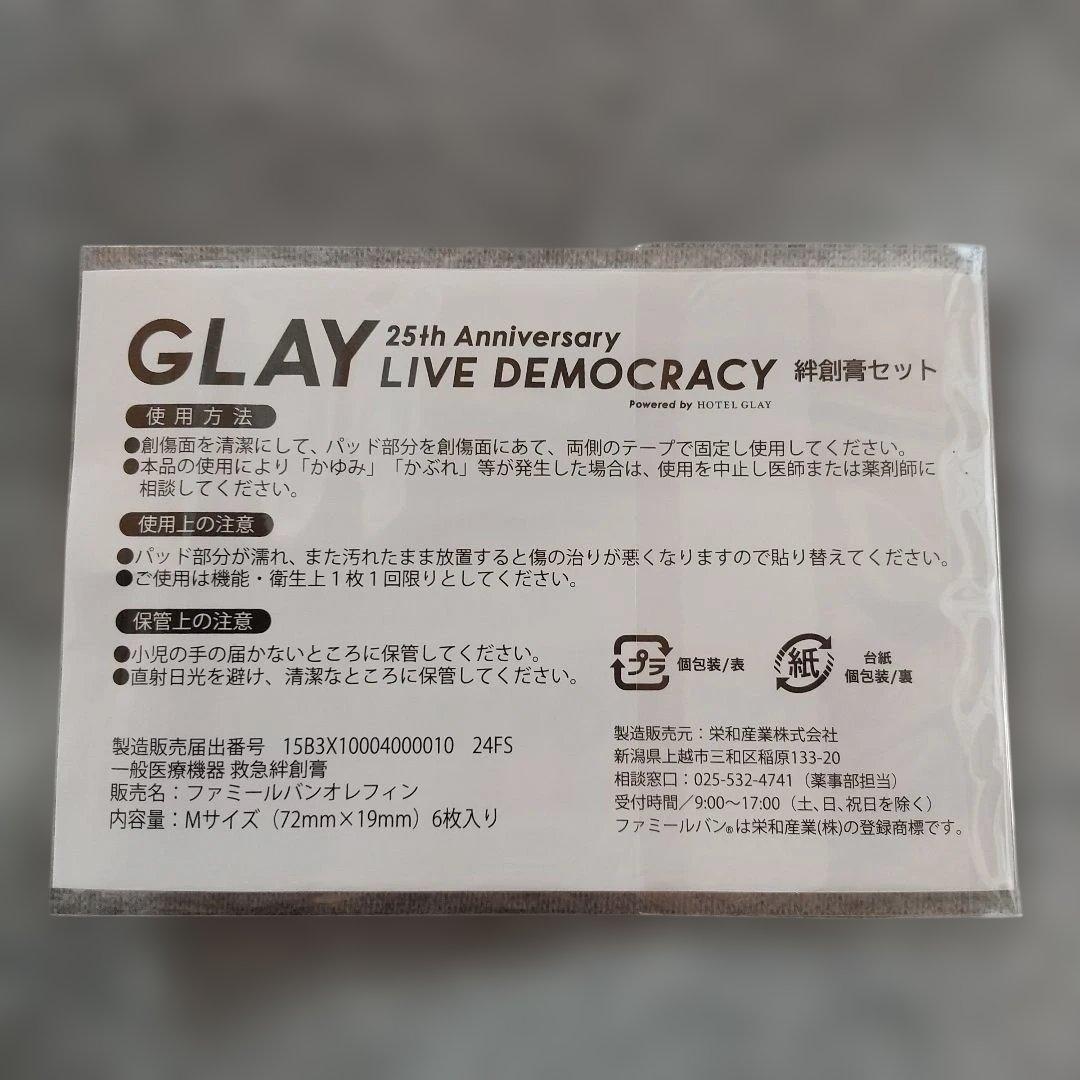 GLAY 25th Anniversary
LIVE DEMOCRACY 絆創膏セット
Powered by HOTEL GLAY
使用方法
●創傷面を清潔にして、パッド部分を創傷面にあて、両側のテープで固定し使用してください。
●本品の使用により「かゆみ」「かぶれ」等が発生した場合は、使用を中止し医師または薬剤師に
相談してください。
使用上の注意
●パッド部分が濡れ、また汚れたまま放置すると傷の治りが悪くなりますので貼り替えてください。
●ご使用は機能・衛生上1枚1回限りとしてください。
保管上の注意
●小児の手の届かないところに保管してください。
●直射日光を避け、清潔なところに保管してください。
プラ 個包装/表
紙 台紙
個包装/裏
製造販売届出番号 15B3X10004000010 24FS
一般医療機器 救急絆創膏
販売名:ファミールバンオレフィン
内容量:Mサイズ(72mm×19mm)6枚入り
製造販売元:栄和産業株式会社
新潟県上越市三和区稲原133-20
相談窓口:025-532-4741(薬事部担当)
受付時間/9:00〜17:00(土、日、祝日を除く)
ファミールバン®は栄和産業(株)の登録商標です。